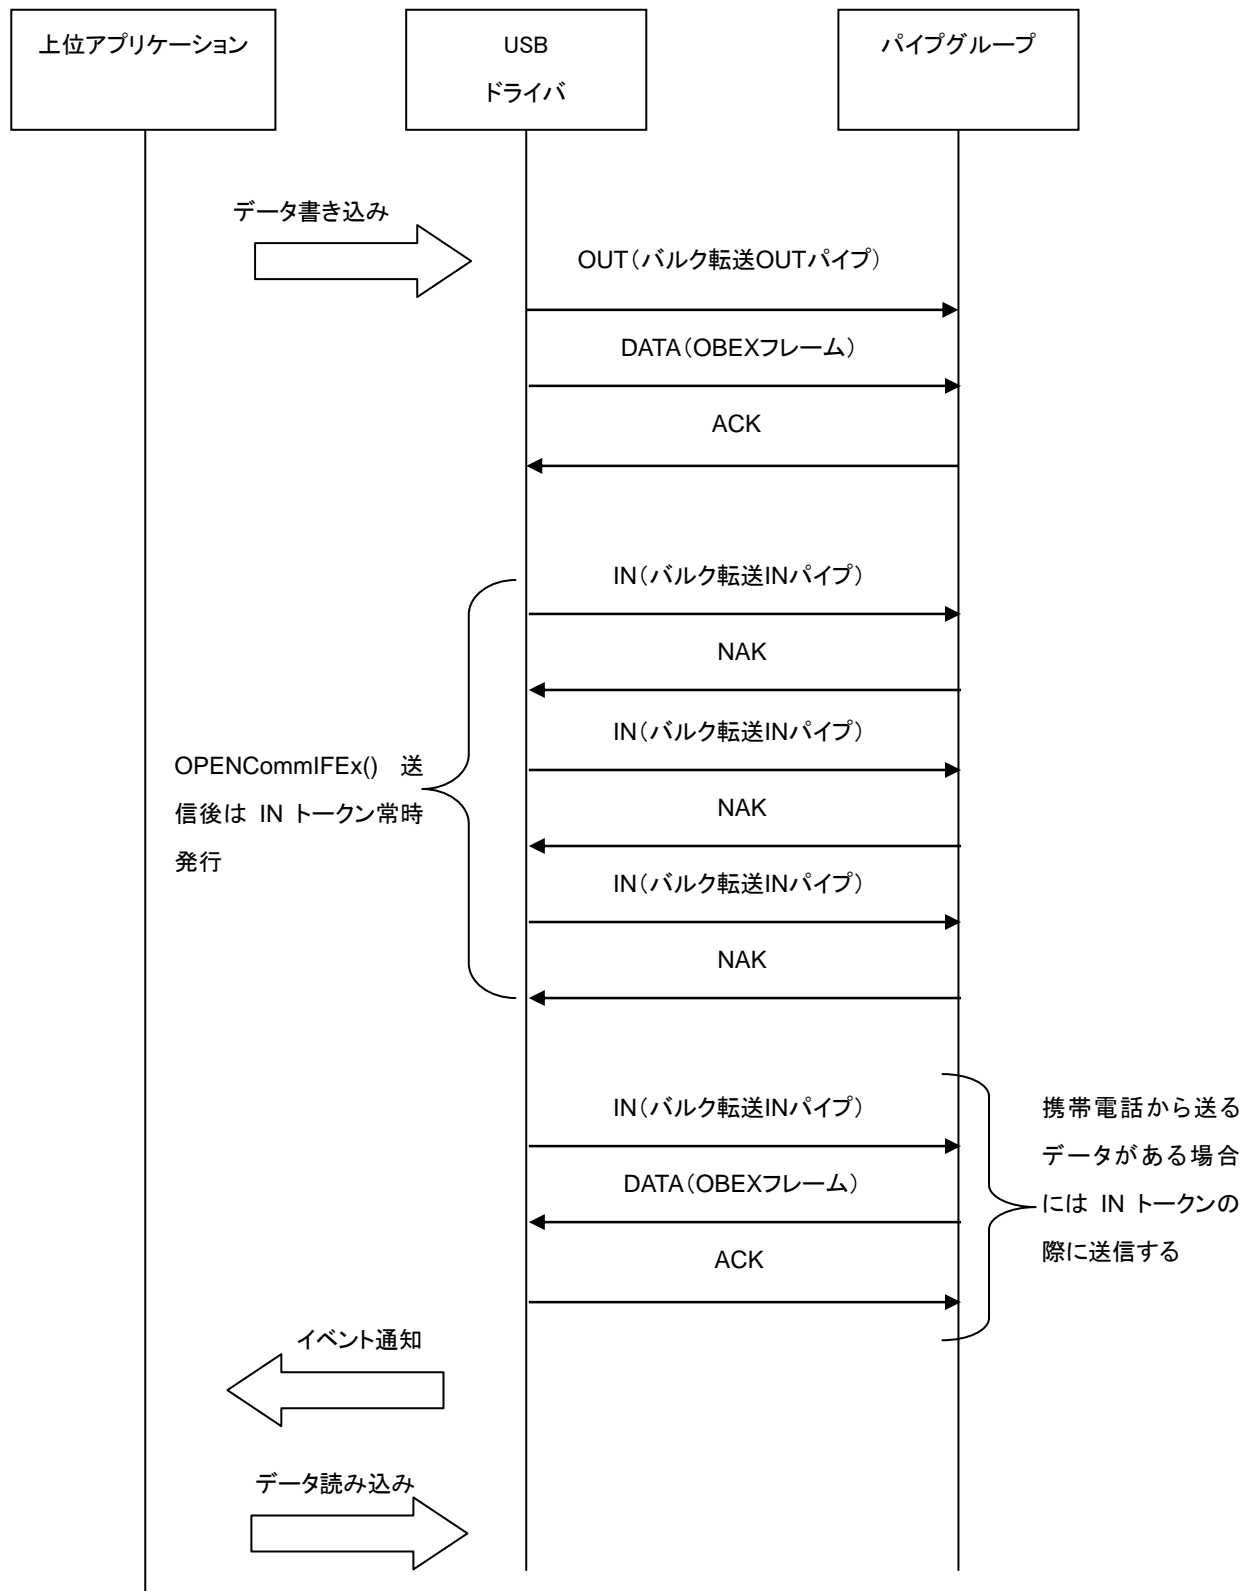 上位アプリケーション
USB
ドライバ
パイプグループ
データ書き込み
OUT（バルク転送OUTパイプ）
DATA（OBEXフレーム）
ACK
IN（バルク転送INパイプ）
NAK
IN（バルク転送INパイプ）
NAK
IN（バルク転送INパイプ）
NAK
OPENCommIFEx() 送
信後は IN トークン常時
発行
IN（バルク転送INパイプ）
DATA（OBEXフレーム）
ACK
携帯電話から送る
データがある場合
には IN トークンの
際に送信する
イベント通知
データ読み込み